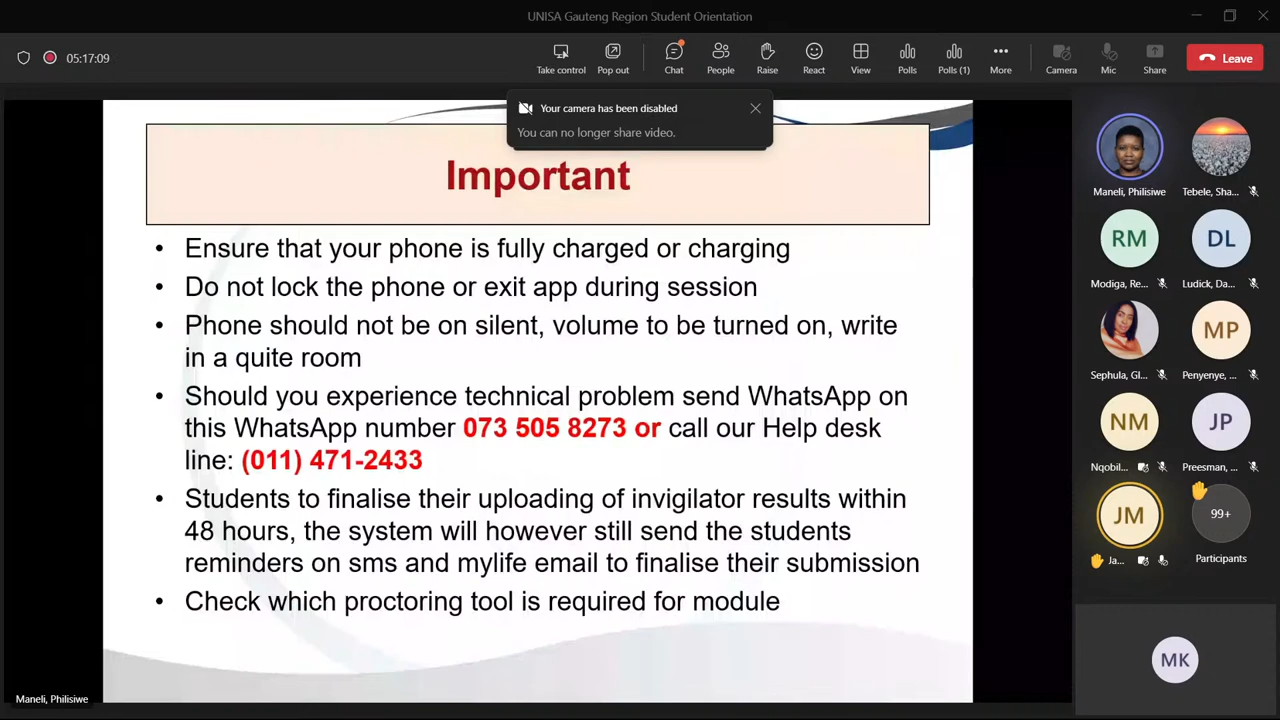 UNISA Gauteng Region Student Orientation
05:17:09
Take control
Pop out
Chat
People
Raise
React
View
Polls
Polls (1)
More
Camera
Mic
Share
Leave
Your camera has been disabled
You can no longer share video.
Important
• Ensure that your phone is fully charged or charging
• Do not lock the phone or exit app during session
• Phone should not be on silent, volume to be turned on, write
in a quite room
• Should you experience technical problem send WhatsApp on
this WhatsApp number 073 505 8273 or call our Help desk
line: (011) 471-2433
• Students to finalise their uploading of invigilator results within
48 hours, the system will however still send the students
reminders on sms and mylife email to finalise their submission
• Check which proctoring tool is required for module
Maneli, Philisiwe
Maneli, Philisiwe
Tebele, Sha...
RM
DL
Modiga, Re...
Ludick, Da...
MP
Sephula, Gl...
Penyenye, ...
NM
JP
Nqobil...
Preesman, ...
JM
99+
Ja...
Participants
MK